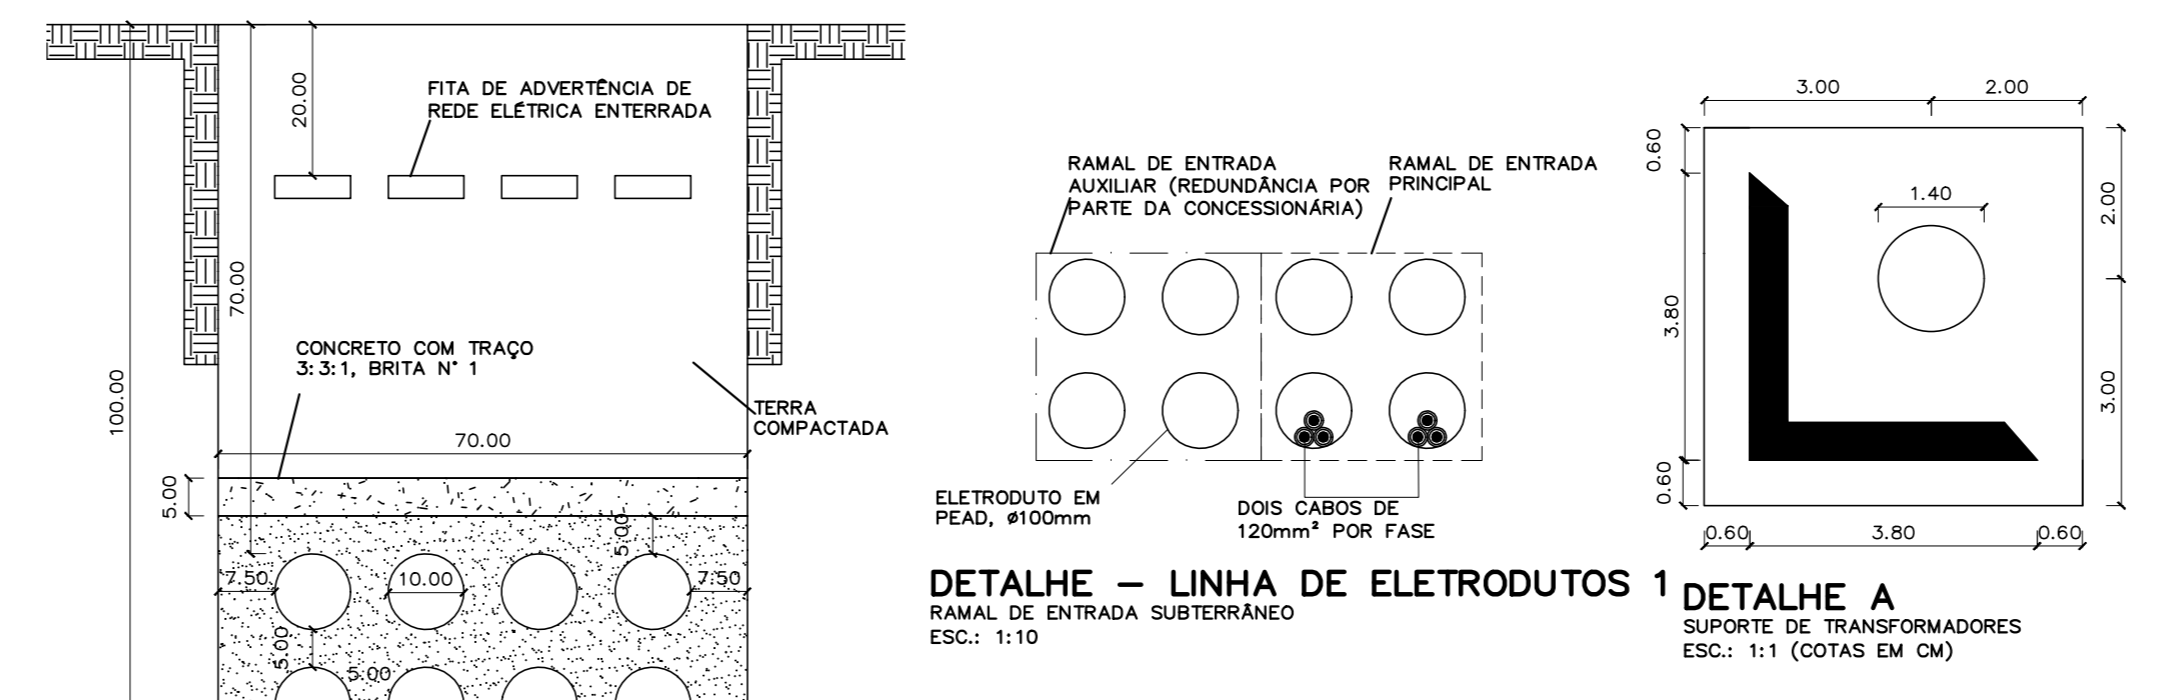 20.00
FITA DE ADVERTÊNCIA DE
REDE ELÉTRICA ENTERRADA
70.00
100.00
CONCRETO COM TRAÇO
3:3:1, BRITA N° 1
TERRA
COMPACTADA
70.00
5.00
5.00
7.50
10.00
7.50
5.00
5.00
RAMAL DE ENTRADA
AUXILIAR (REDUNDÂNCIA POR
PARTE DA CONCESSIONÁRIA)
RAMAL DE ENTRADA
PRINCIPAL
ELETRODUTO EM
PEAD, ø100mm
DOIS CABOS DE
120mm² POR FASE
DETALHE – LINHA DE ELETRODUTOS 1
RAMAL DE ENTRADA SUBTERRÂNEO
ESC.: 1:10
3.00
2.00
0.60
1.40
2.00
3.80
3.00
0.60
0.60
3.80
0.60
DETALHE A
SUPORTE DE TRANSFORMADORES
ESC.: 1:1 (COTAS EM CM)